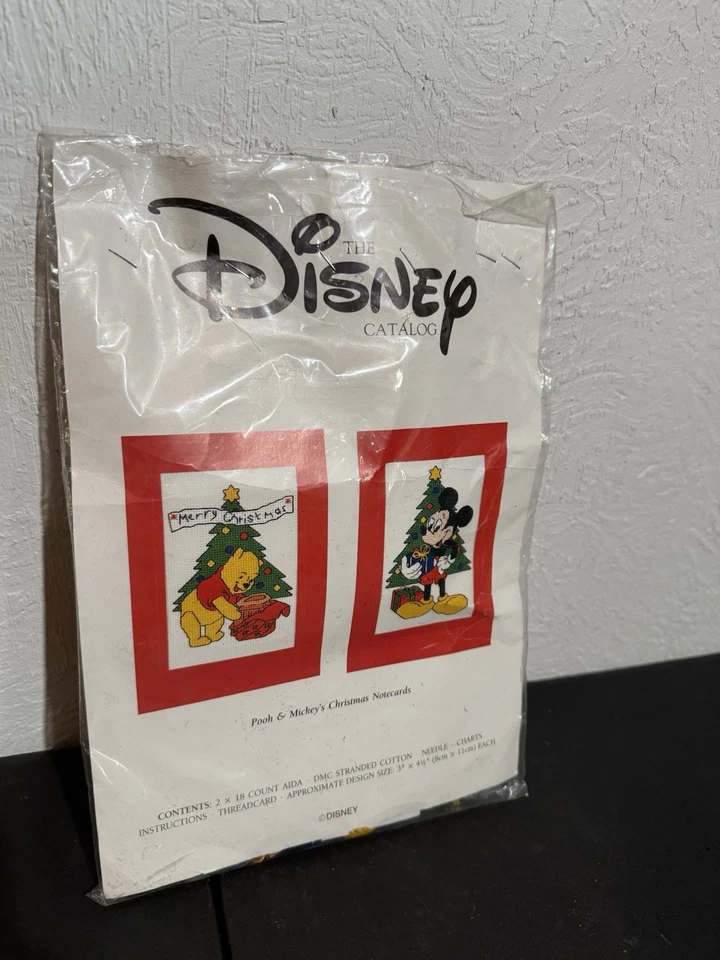 THE
DISNEY
CATALOG
Merry Christmas
Pooh & Mickey's Christmas Notecards
CONTENTS: 2 × 18 COUNT AIDA · DMC STRANDED COTTON · NEEDLE · CHARTS
INSTRUCTIONS · THREADCARD · APPROXIMATE DESIGN SIZE: 3" × 4½" (8cm × 11cm) EACH
©DISNEY